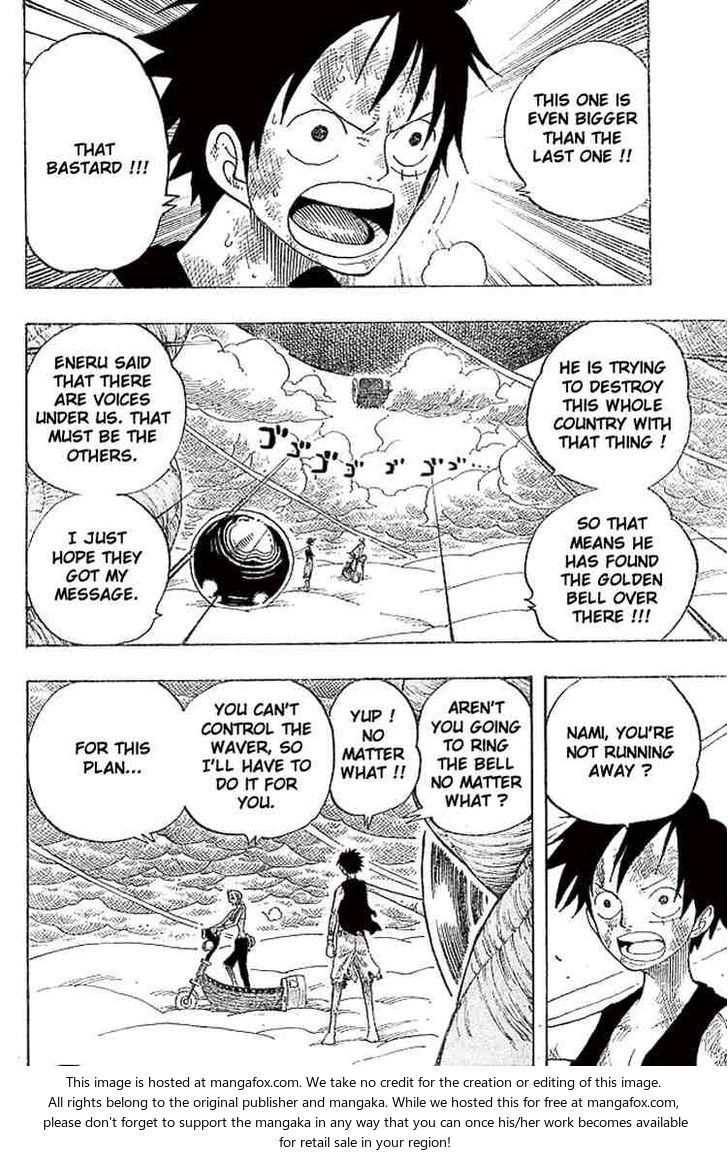 THIS ONE IS
EVEN BIGGER
THAN THE
LAST ONE !!
THAT
BASTARD !!!
HE IS TRYING
TO DESTROY
THIS WHOLE
COUNTRY WITH
THAT THING !
SO THAT
MEANS HE
HAS FOUND
THE GOLDEN
BELL OVER
THERE !!!
ゴゴゴゴゴゴゴ...
ENERU SAID
THAT THERE
ARE VOICES
UNDER US. THAT
MUST BE THE
OTHERS.
I JUST
HOPE THEY
GOT MY
MESSAGE.
NAMI, YOU'RE
NOT RUNNING
AWAY ?
AREN'T
YOU GOING
TO RING
THE BELL
NO MATTER
WHAT ?
YUP !
NO
MATTER
WHAT !!
YOU CAN'T
CONTROL THE
WAVER, SO
I'LL HAVE TO
DO IT FOR
YOU.
FOR THIS
PLAN...
This image is hosted at mangafox.com. We take no credit for the creation or editing of this image.
All rights belong to the original publisher and mangaka. While we hosted this for free at mangafox.com,
please don't forget to support the mangaka in any way that you can once his/her work becomes available
for retail sale in your region!